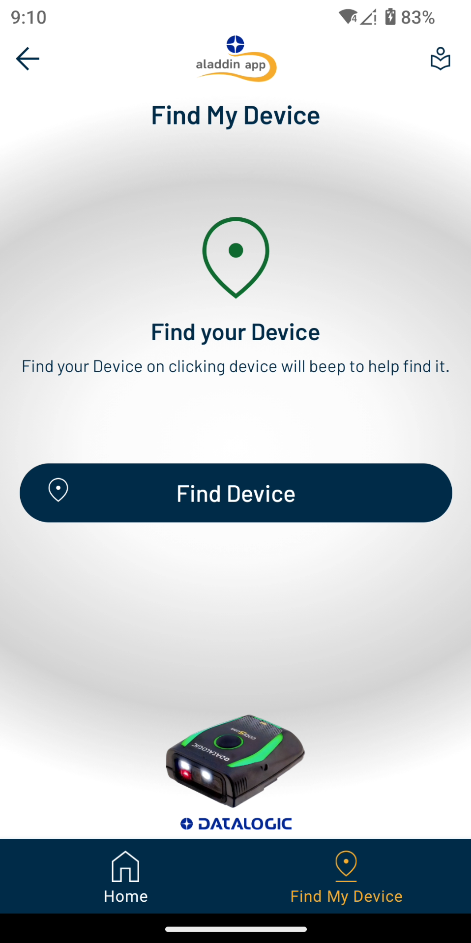 9:10
4 83%
aladdin app
Find My Device
Find your Device
Find your Device on clicking device will beep to help find it.
Find Device
DATALOGIC
DATALOGIC
Home
Find My Device